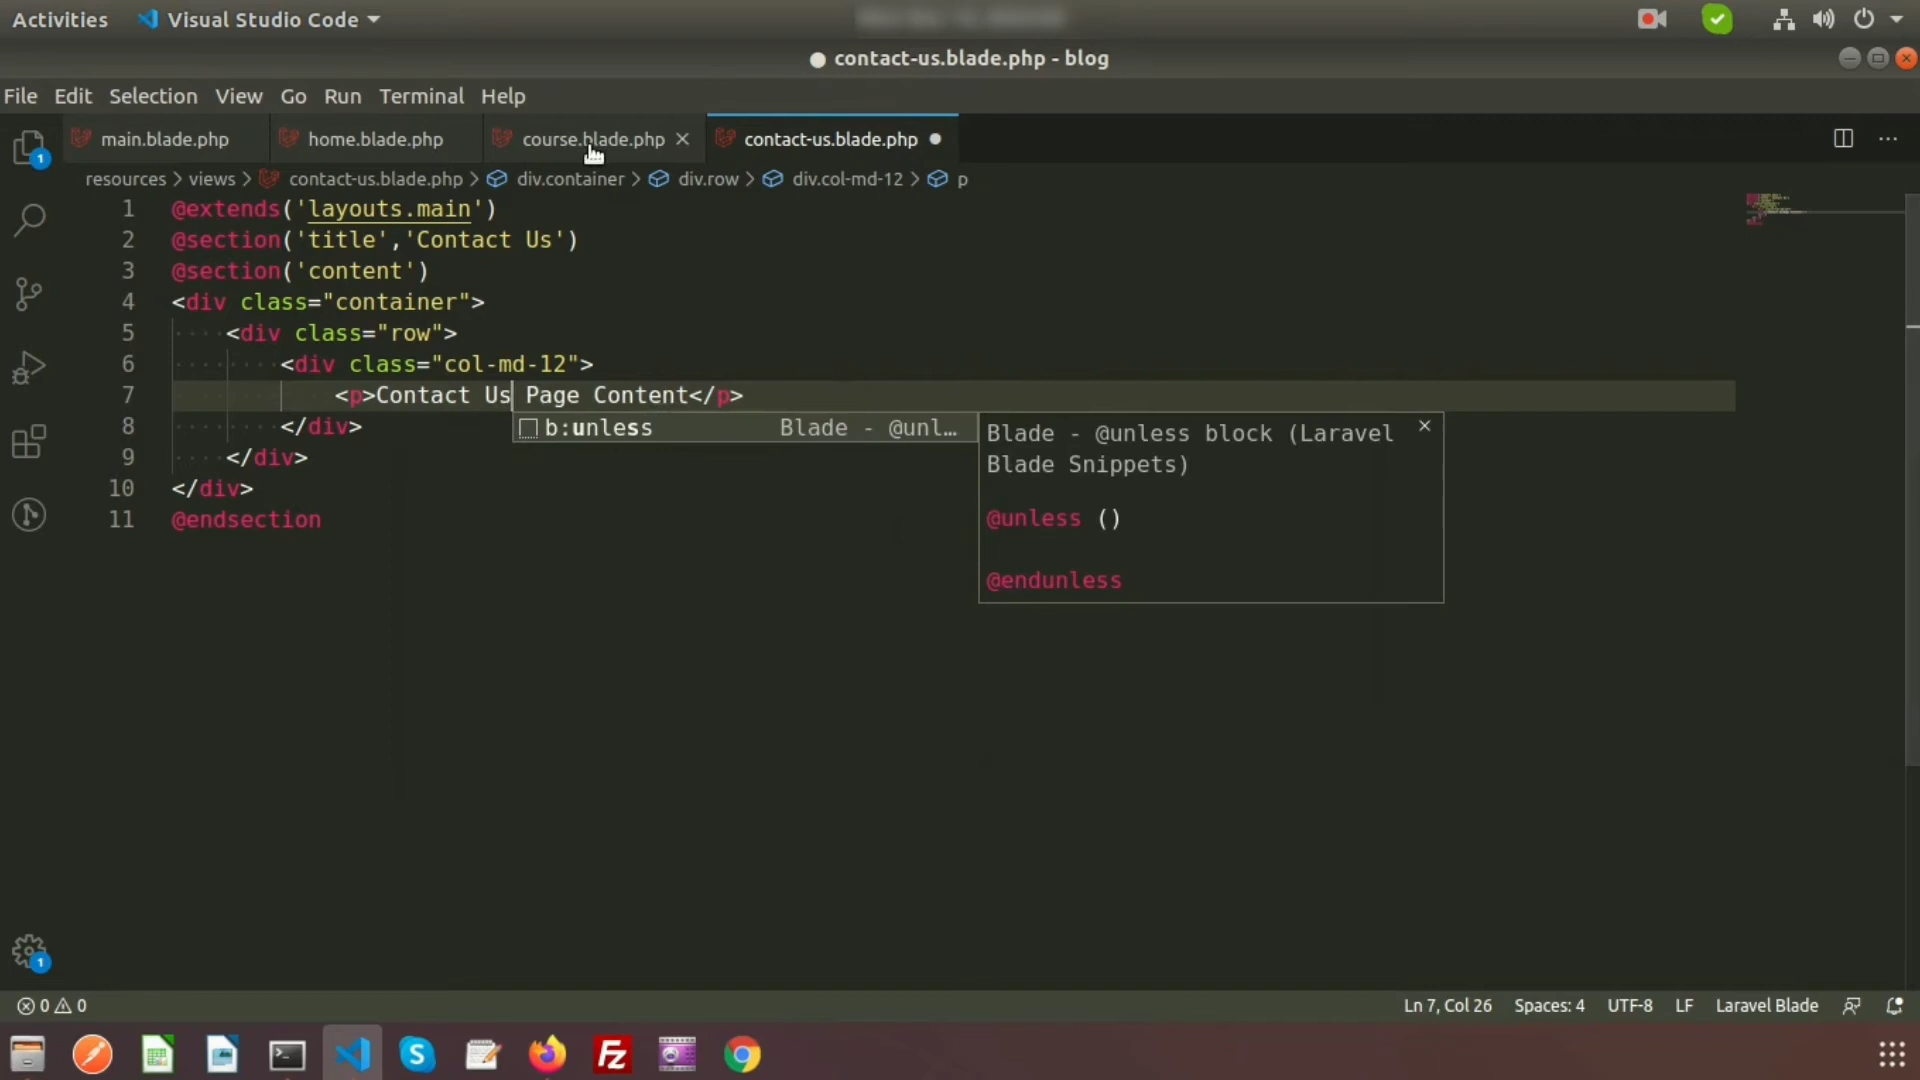 Activities Visual Studio Code
contact-us.blade.php - blog
File Edit Selection View Go Run Terminal Help
1 main.blade.php home.blade.php course.blade.php contact-us.blade.php
resources > views > contact-us.blade.php > div.container > div.row > div.col-md-12 > p
1 @extends('layouts.main')
2 @section('title','Contact Us')
3 @section('content')
4 <div class="container">
5 <div class="row">
6 <div class="col-md-12">
7 <p>Contact Us Page Content</p>
8 </div>
9 </div>
10 </div>
11 @endsection
b:unless Blade - @unl...
Blade - @unless block (Laravel
Blade Snippets)
@unless ()
@endunless
1
0 0 Ln 7, Col 26 Spaces: 4 UTF-8 LF Laravel Blade
S Fz